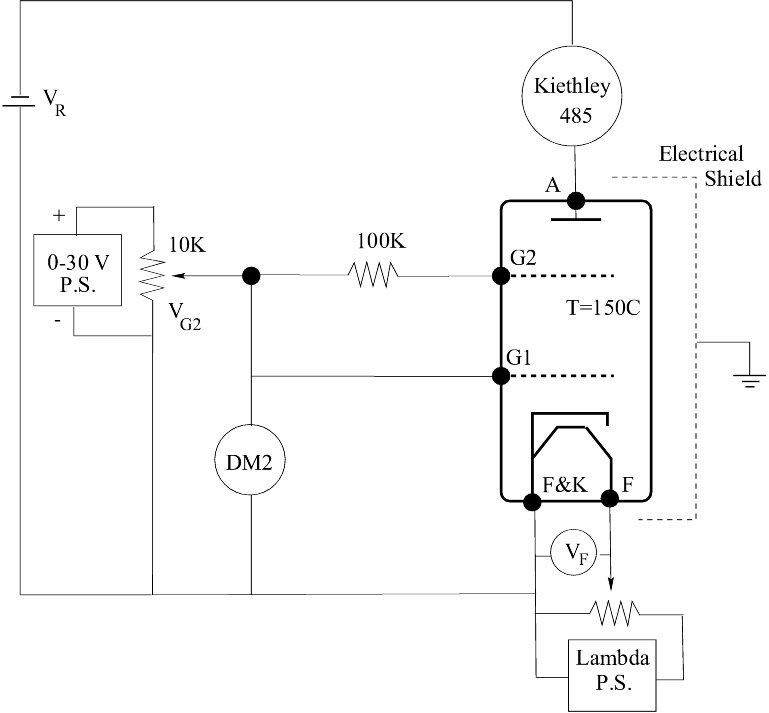 Kiethley
485
V
R
Electrical
Shield
A
+
10K
100K
0-30 V
P.S.
G2
V
G2
T=150C
-
G1
DM2
F&K
F
V
F
Lambda
P.S.